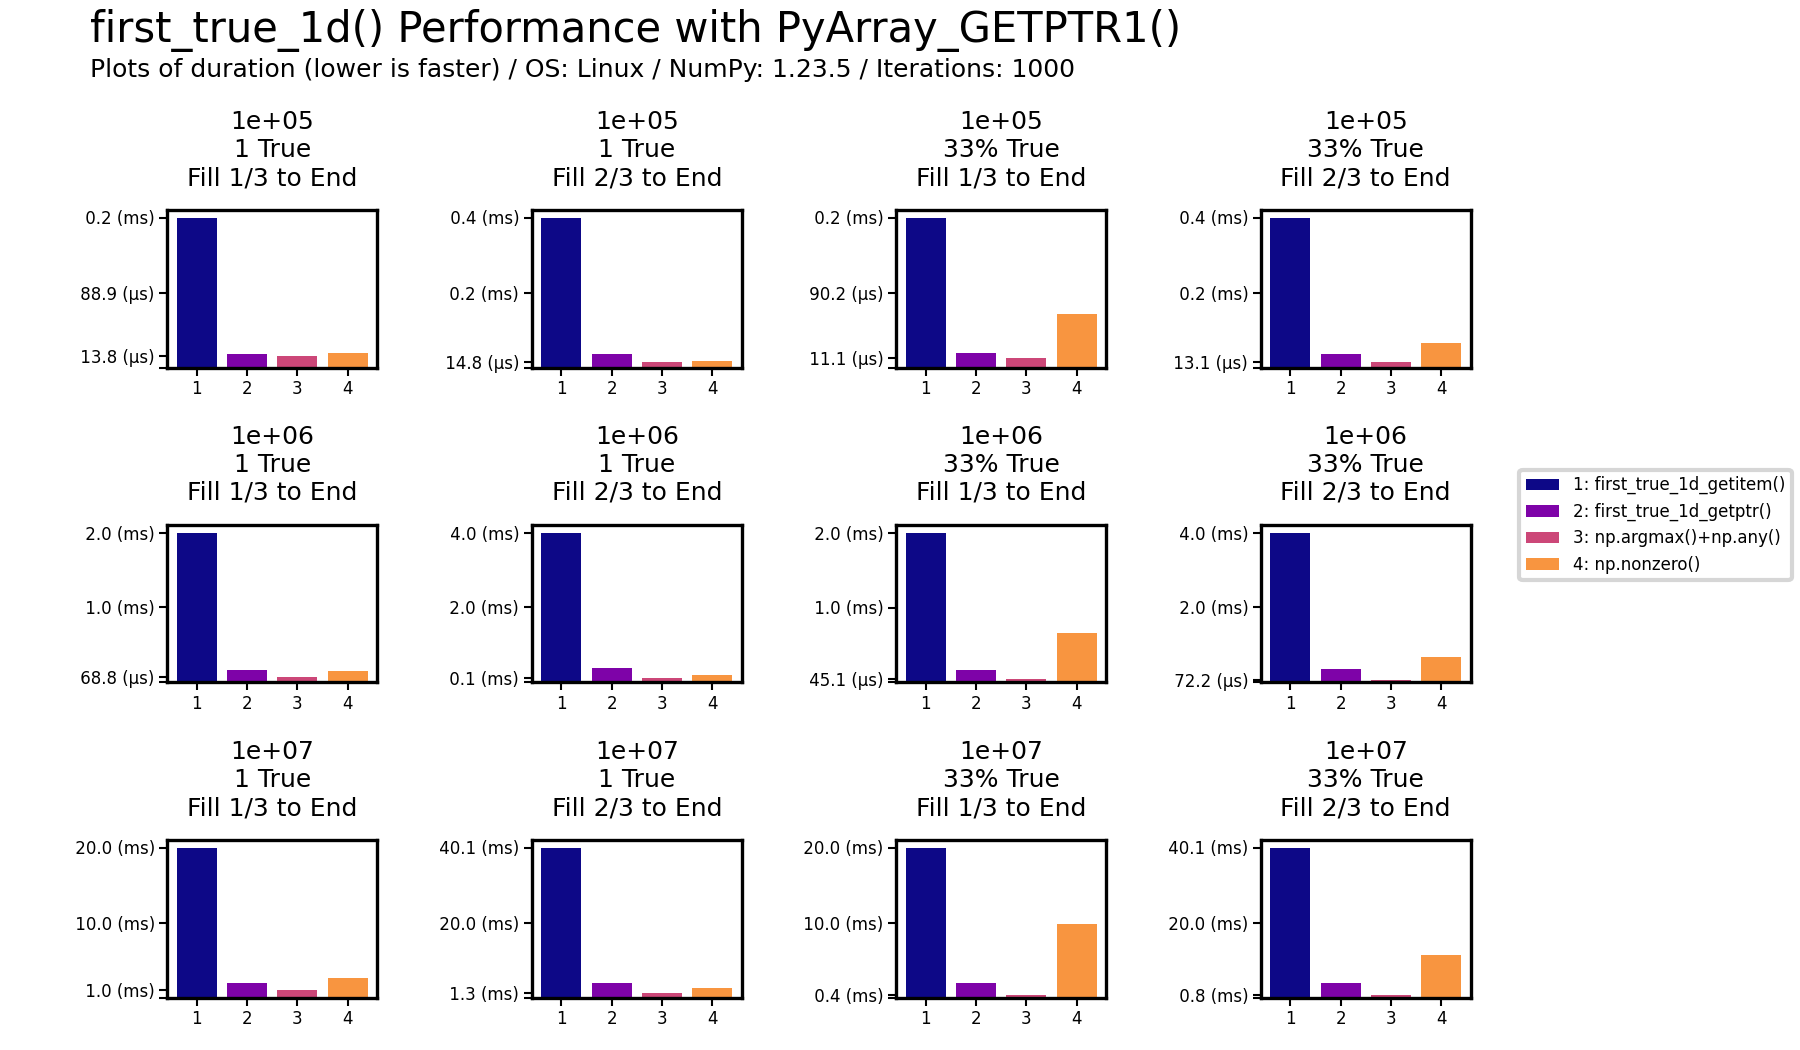 first_true_1d() Performance with PyArray_GETPTR1()
Plots of duration (lower is faster) / OS: Linux / NumPy: 1.23.5 / Iterations: 1000
1e+05
1 True
Fill 1/3 to End
0.2 (ms)
88.9 (µs)
13.8 (µs)
1 2 3 4
1e+05
1 True
Fill 2/3 to End
0.4 (ms)
0.2 (ms)
14.8 (µs)
1 2 3 4
1e+05
33% True
Fill 1/3 to End
0.2 (ms)
90.2 (µs)
11.1 (µs)
1 2 3 4
1e+05
33% True
Fill 2/3 to End
0.4 (ms)
0.2 (ms)
13.1 (µs)
1 2 3 4
1e+06
1 True
Fill 1/3 to End
2.0 (ms)
1.0 (ms)
68.8 (µs)
1 2 3 4
1e+06
1 True
Fill 2/3 to End
4.0 (ms)
2.0 (ms)
0.1 (ms)
1 2 3 4
1e+06
33% True
Fill 1/3 to End
2.0 (ms)
1.0 (ms)
45.1 (µs)
1 2 3 4
1e+06
33% True
Fill 2/3 to End
4.0 (ms)
2.0 (ms)
72.2 (µs)
1 2 3 4
1: first_true_1d_getitem()
2: first_true_1d_getptr()
3: np.argmax()+np.any()
4: np.nonzero()
1e+07
1 True
Fill 1/3 to End
20.0 (ms)
10.0 (ms)
1.0 (ms)
1 2 3 4
1e+07
1 True
Fill 2/3 to End
40.1 (ms)
20.0 (ms)
1.3 (ms)
1 2 3 4
1e+07
33% True
Fill 1/3 to End
20.0 (ms)
10.0 (ms)
0.4 (ms)
1 2 3 4
1e+07
33% True
Fill 2/3 to End
40.1 (ms)
20.0 (ms)
0.8 (ms)
1 2 3 4